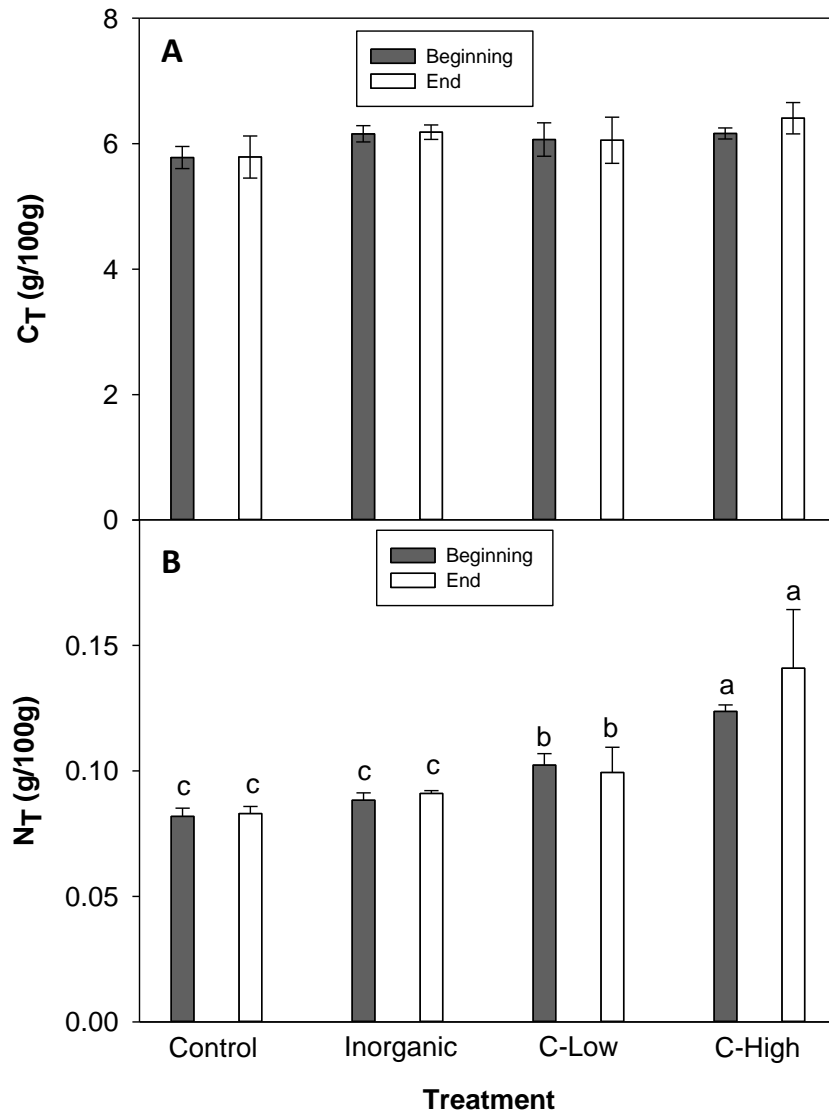 A
Beginning
End
8
6
4
2
0
C_T (g/100g)
B
Beginning
End
a
a
b
b
c
c
c
c
0.15
0.10
0.05
0.00
N_T (g/100g)
Control Inorganic C-Low C-High
Treatment